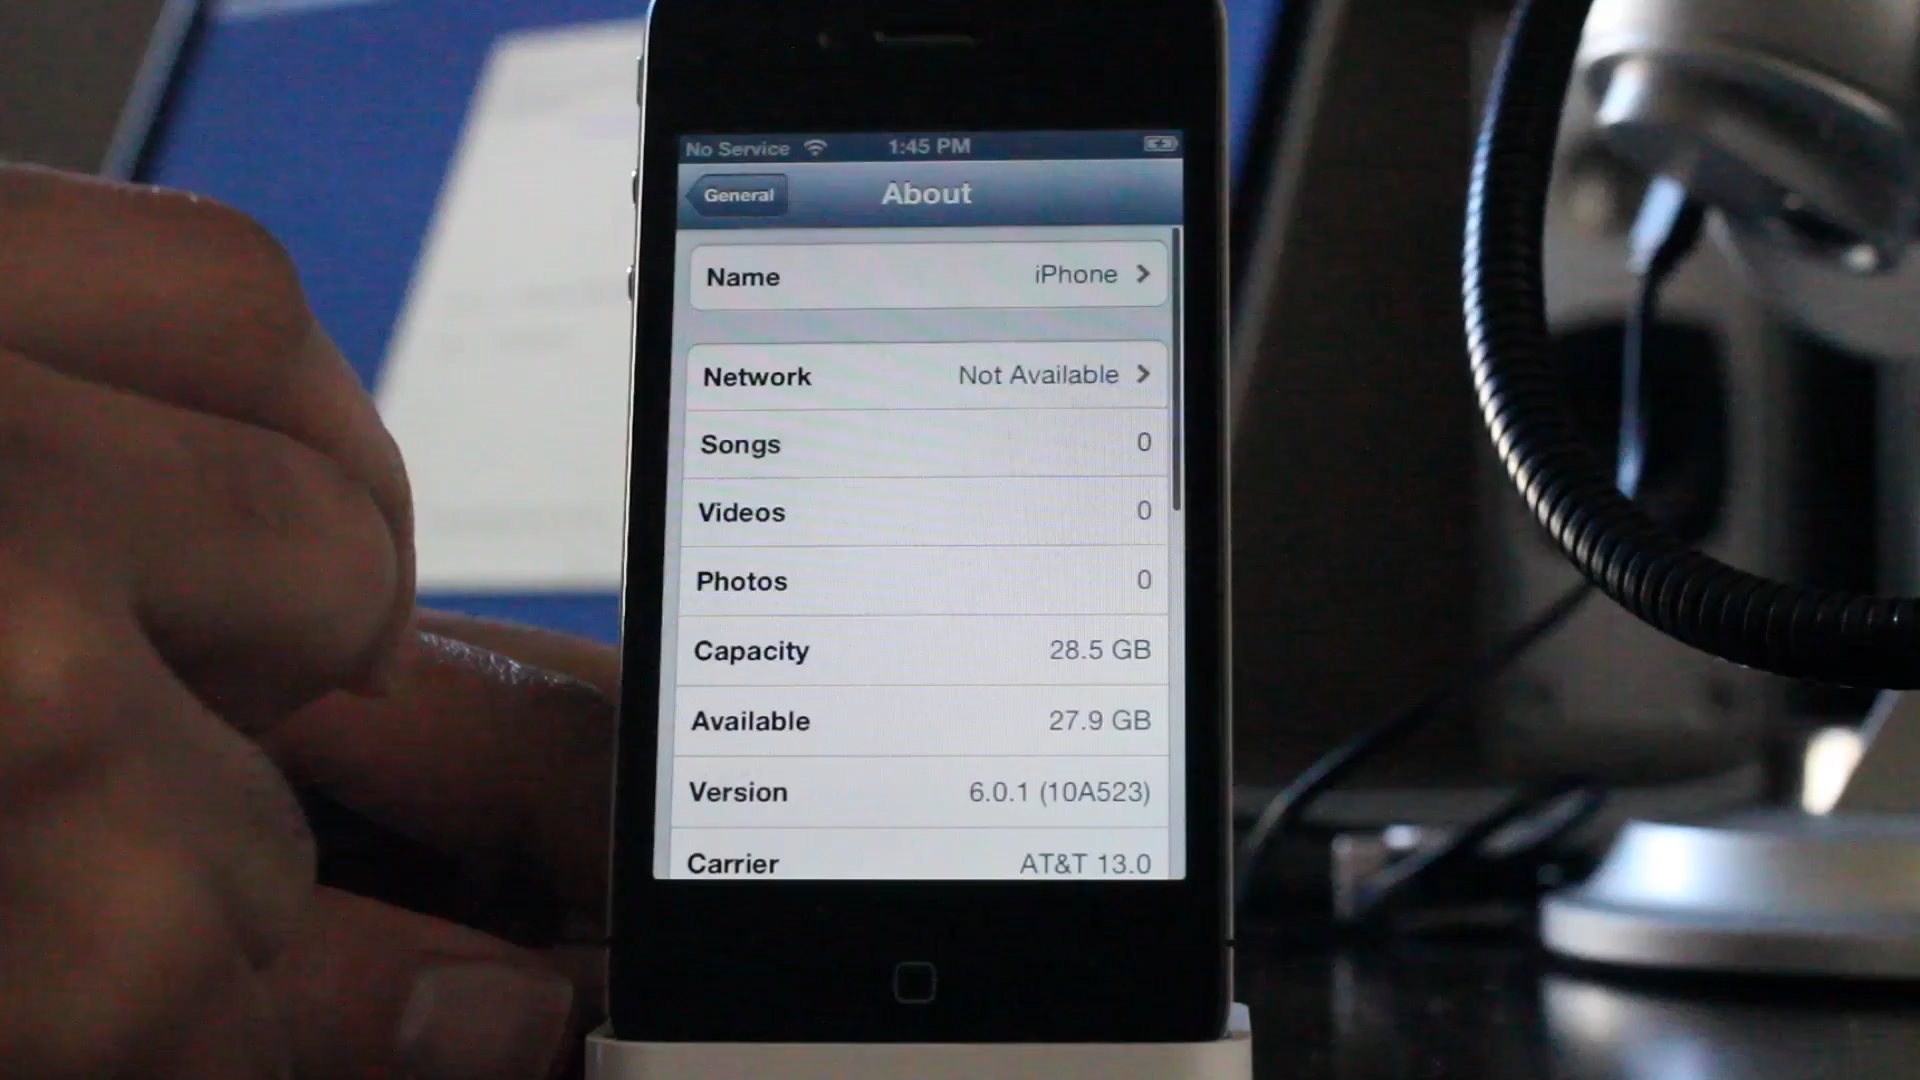 No Service 1:45 PM
General About
Name iPhone
Network Not Available
Songs 0
Videos 0
Photos 0
Capacity 28.5 GB
Available 27.9 GB
Version 6.0.1 (10A523)
Carrier AT&T 13.0